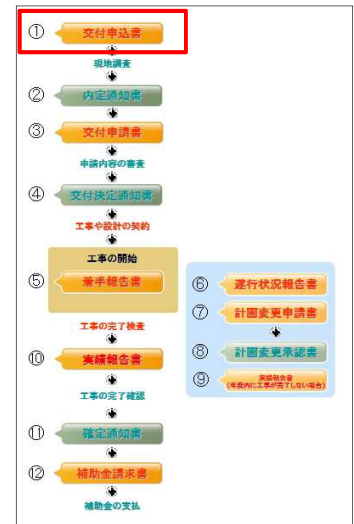 ① 交付申込書
現地調査
② 内定通知書
③ 交付申請書
申請内容の審査
④ 交付決定通知書
工事や設計の契約
工事の開始
⑤ 着手報告書
工事の完了検査
⑩ 実績報告書
工事の完了確認
⑪ 確定通知書
⑫ 補助金請求書
補助金の支払
⑥ 遂行状況報告書
⑦ 計画変更申請書
⑧ 計画変更承認書
⑨ 実績報告書
(年度内に工事が完了しない場合)